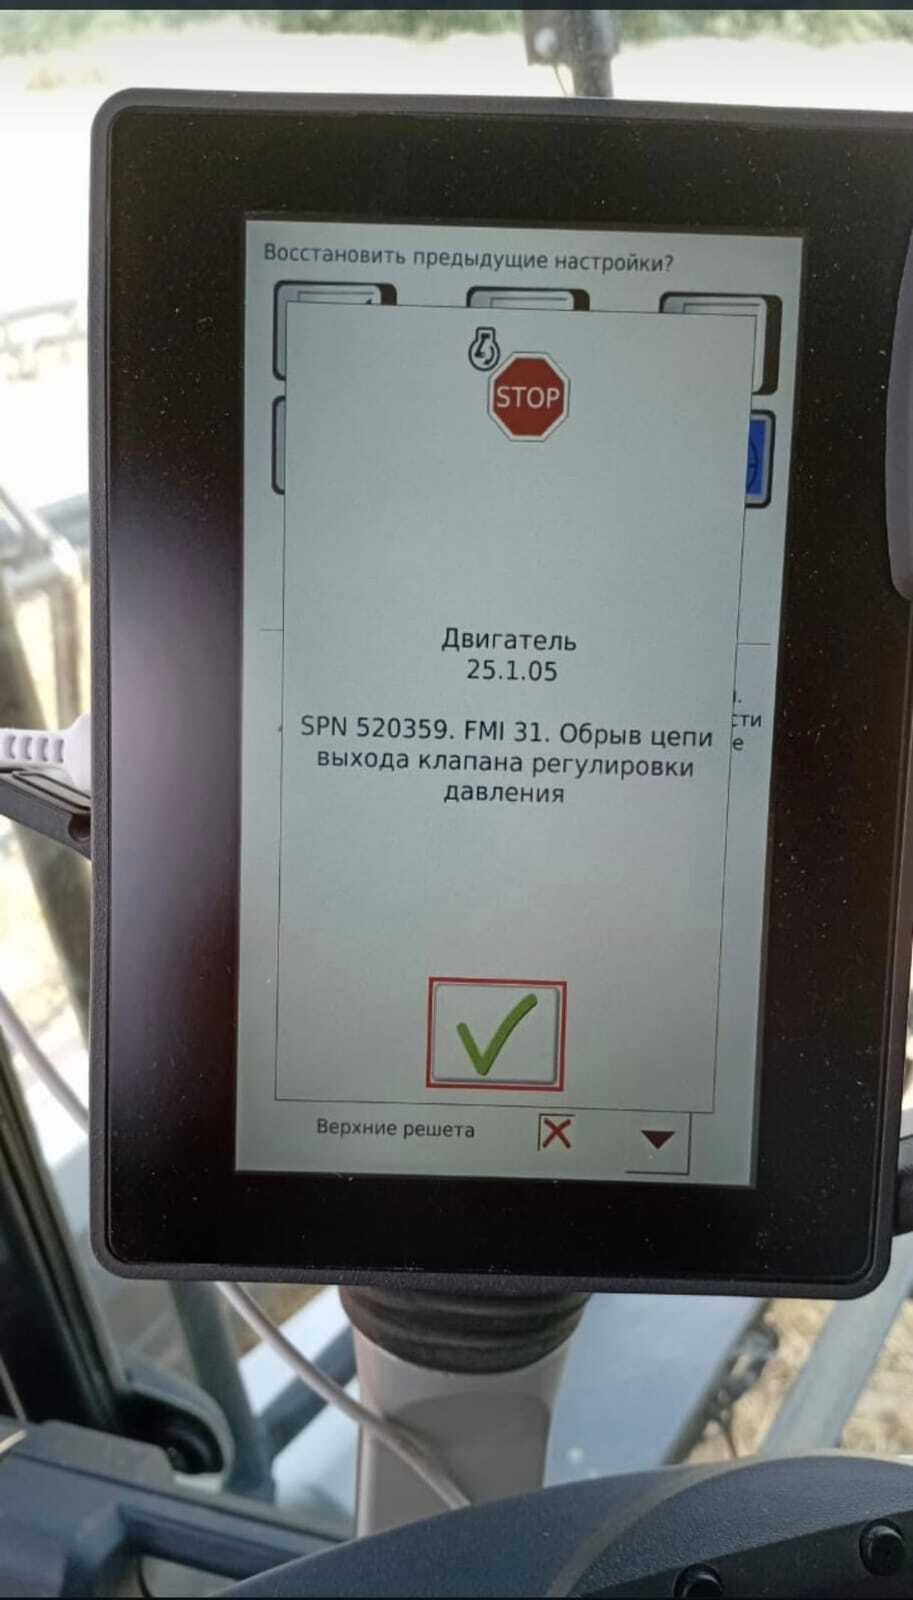 Восстановить предыдущие настройки?
STOP
Двигатель
25.1.05
SPN 520359. FMI 31. Обрыв цепи
выхода клапана регулировки
давления
сти
е
Верхние решета